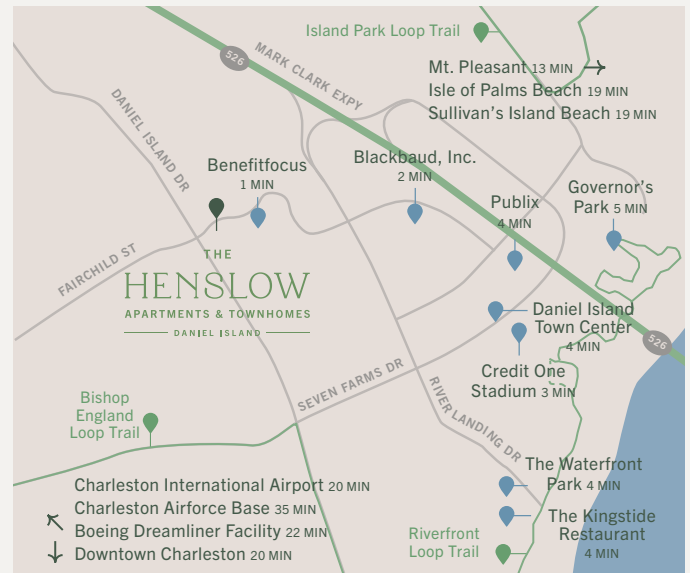 Island Park Loop Trail
526
MARK CLARK EXPY
Mt. Pleasant 13 MIN
Isle of Palms Beach 19 MIN
Sullivan's Island Beach 19 MIN
DANIEL ISLAND DR
Benefitfocus
1 MIN
Blackbaud, Inc.
2 MIN
Publix
4 MIN
Governor's
Park 5 MIN
FAIRCHILD ST
THE
HENSLOW
APARTMENTS & TOWNHOMES
DANIEL ISLAND
Daniel Island
Town Center
4 MIN
526
Credit One
Stadium 3 MIN
SEVEN FARMS DR
RIVER LANDING DR
Bishop
England
Loop Trail
The Waterfront
Park 4 MIN
The Kingstide
Restaurant
4 MIN
Riverfront
Loop Trail
Charleston International Airport 20 MIN
Charleston Airforce Base 35 MIN
Boeing Dreamliner Facility 22 MIN
Downtown Charleston 20 MIN